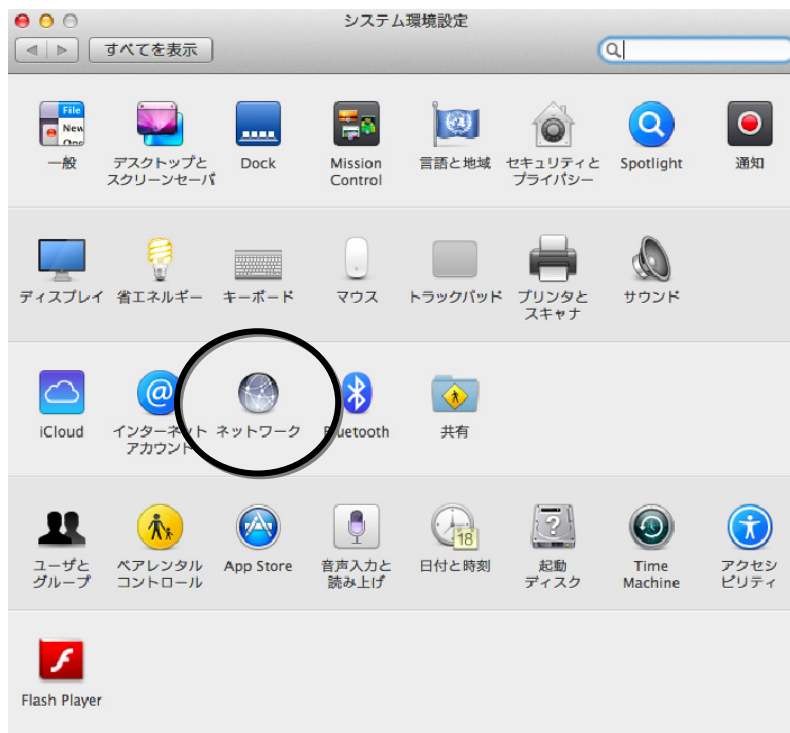 システム環境設定
すべてを表示
File
New
一般
デスクトップと
スクリーンセーバ
Dock
Mission
Control
言語と地域
セキュリティと
プライバシー
Spotlight
通知
ディスプレイ
省エネルギー
キーボード
マウス
トラックパッド
プリンタと
スキャナ
サウンド
iCloud
インターネット
アカウント
ネットワーク
Bluetooth
共有
ユーザと
グループ
ペアレンタル
コントロール
App Store
音声入力と
読み上げ
18
日付と時刻
起動
ディスク
Time
Machine
アクセシ
ビリティ
Flash Player